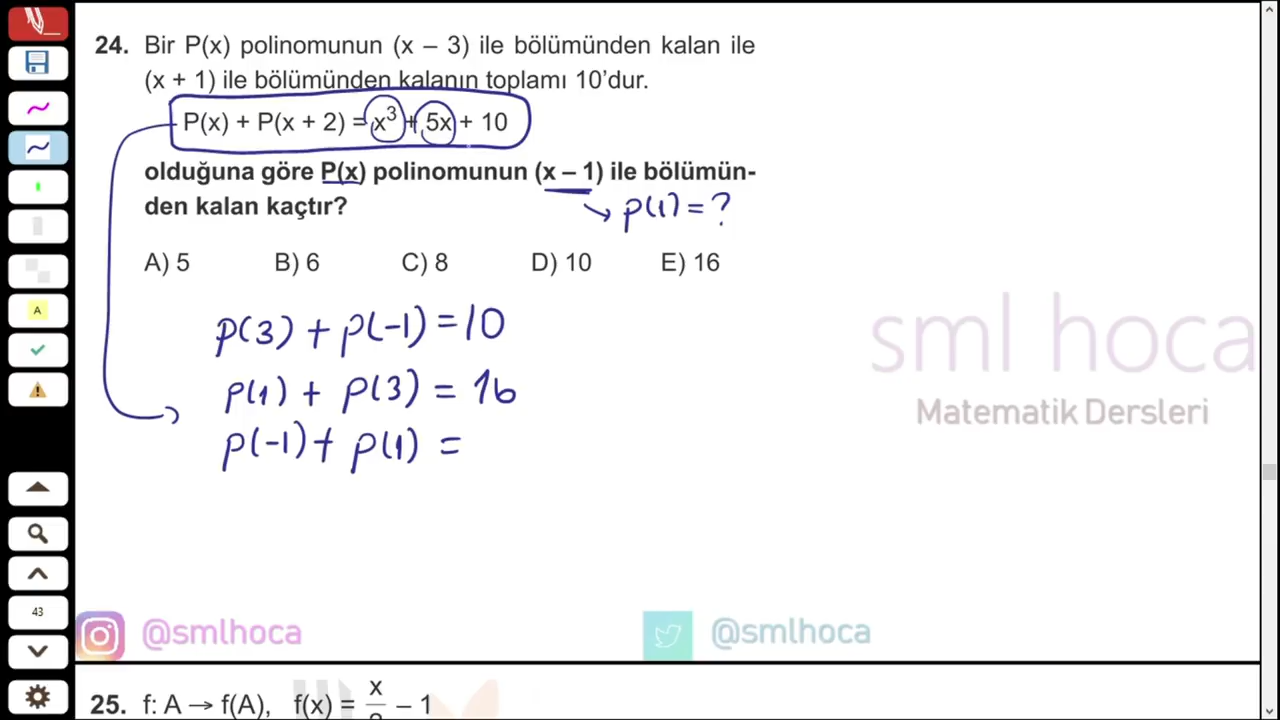 24. Bir P(x) polinomunun (x – 3) ile bölümünden kalan ile
(x + 1) ile bölümünden kalanın toplamı 10'dur.
P(x) + P(x + 2) = x³ + 5x + 10
olduğuna göre P(x) polinomunun (x – 1) ile bölümün-
den kalan kaçtır?
p(1) = ?
A) 5 B) 6 C) 8 D) 10 E) 16
p(3) + p(-1) = 10
p(1) + p(3) = 16
p(-1) + p(1) =
sml hoca
Matematik Dersleri
A
43
@smlhoca @smlhoca
25. f: A → f(A), f(x) = x – 1